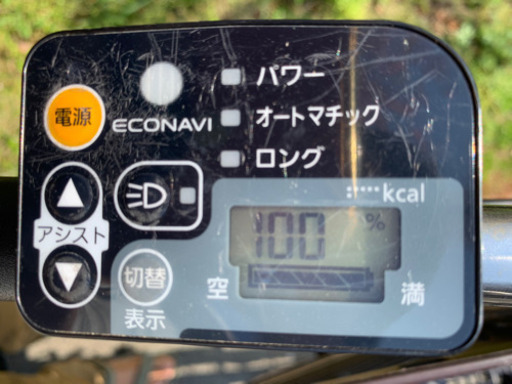 電源
ECONAVI
パワー
オートマチック
ロング
アシスト
切替
表示
kcal
100 %
空
満